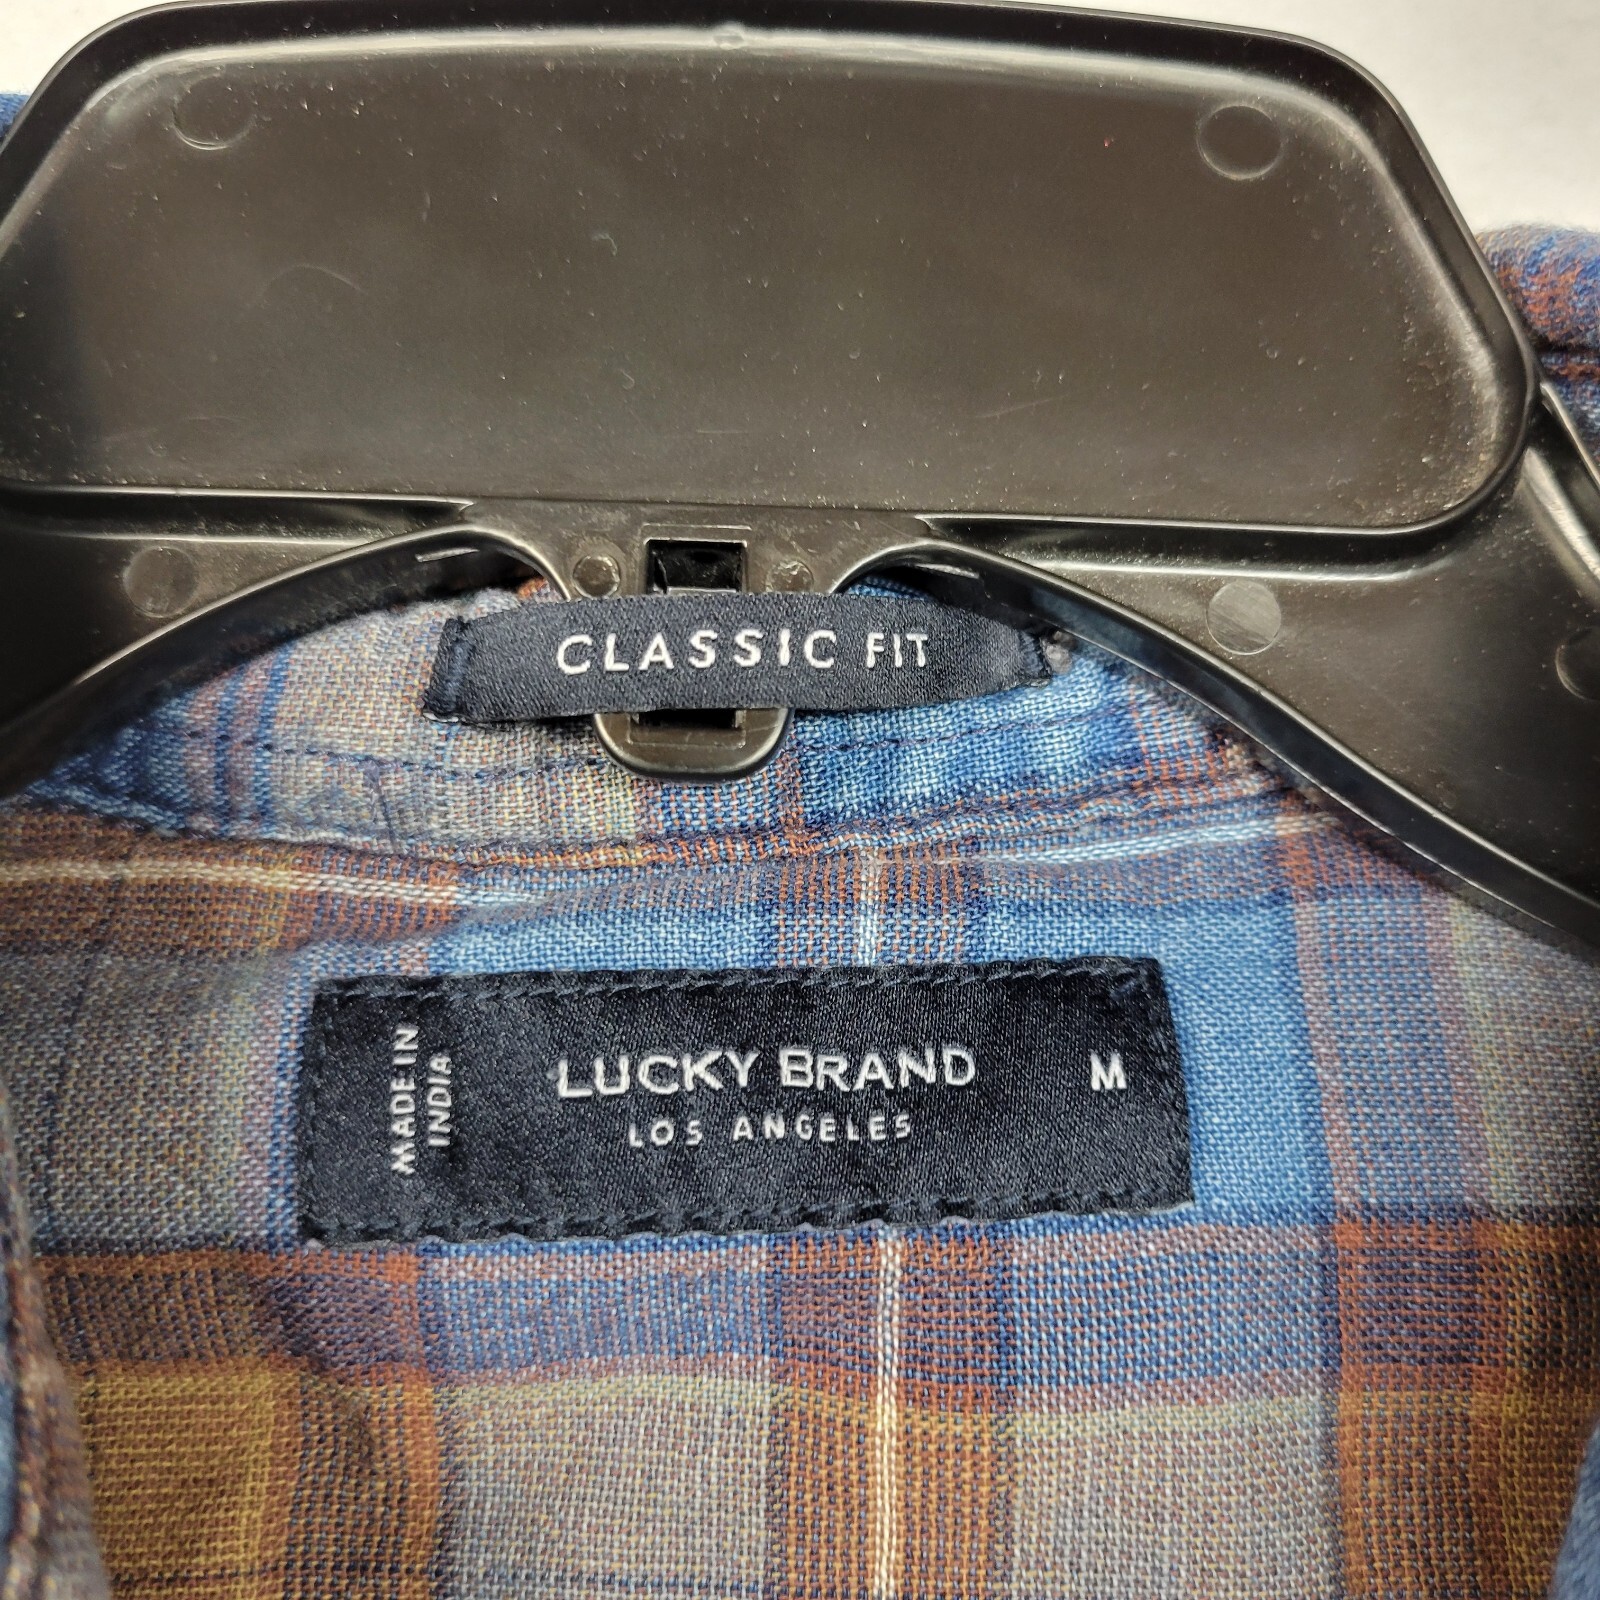 CLASSIC FIT
MADE IN
INDIA
LUCKY BRAND
LOS ANGELES
M